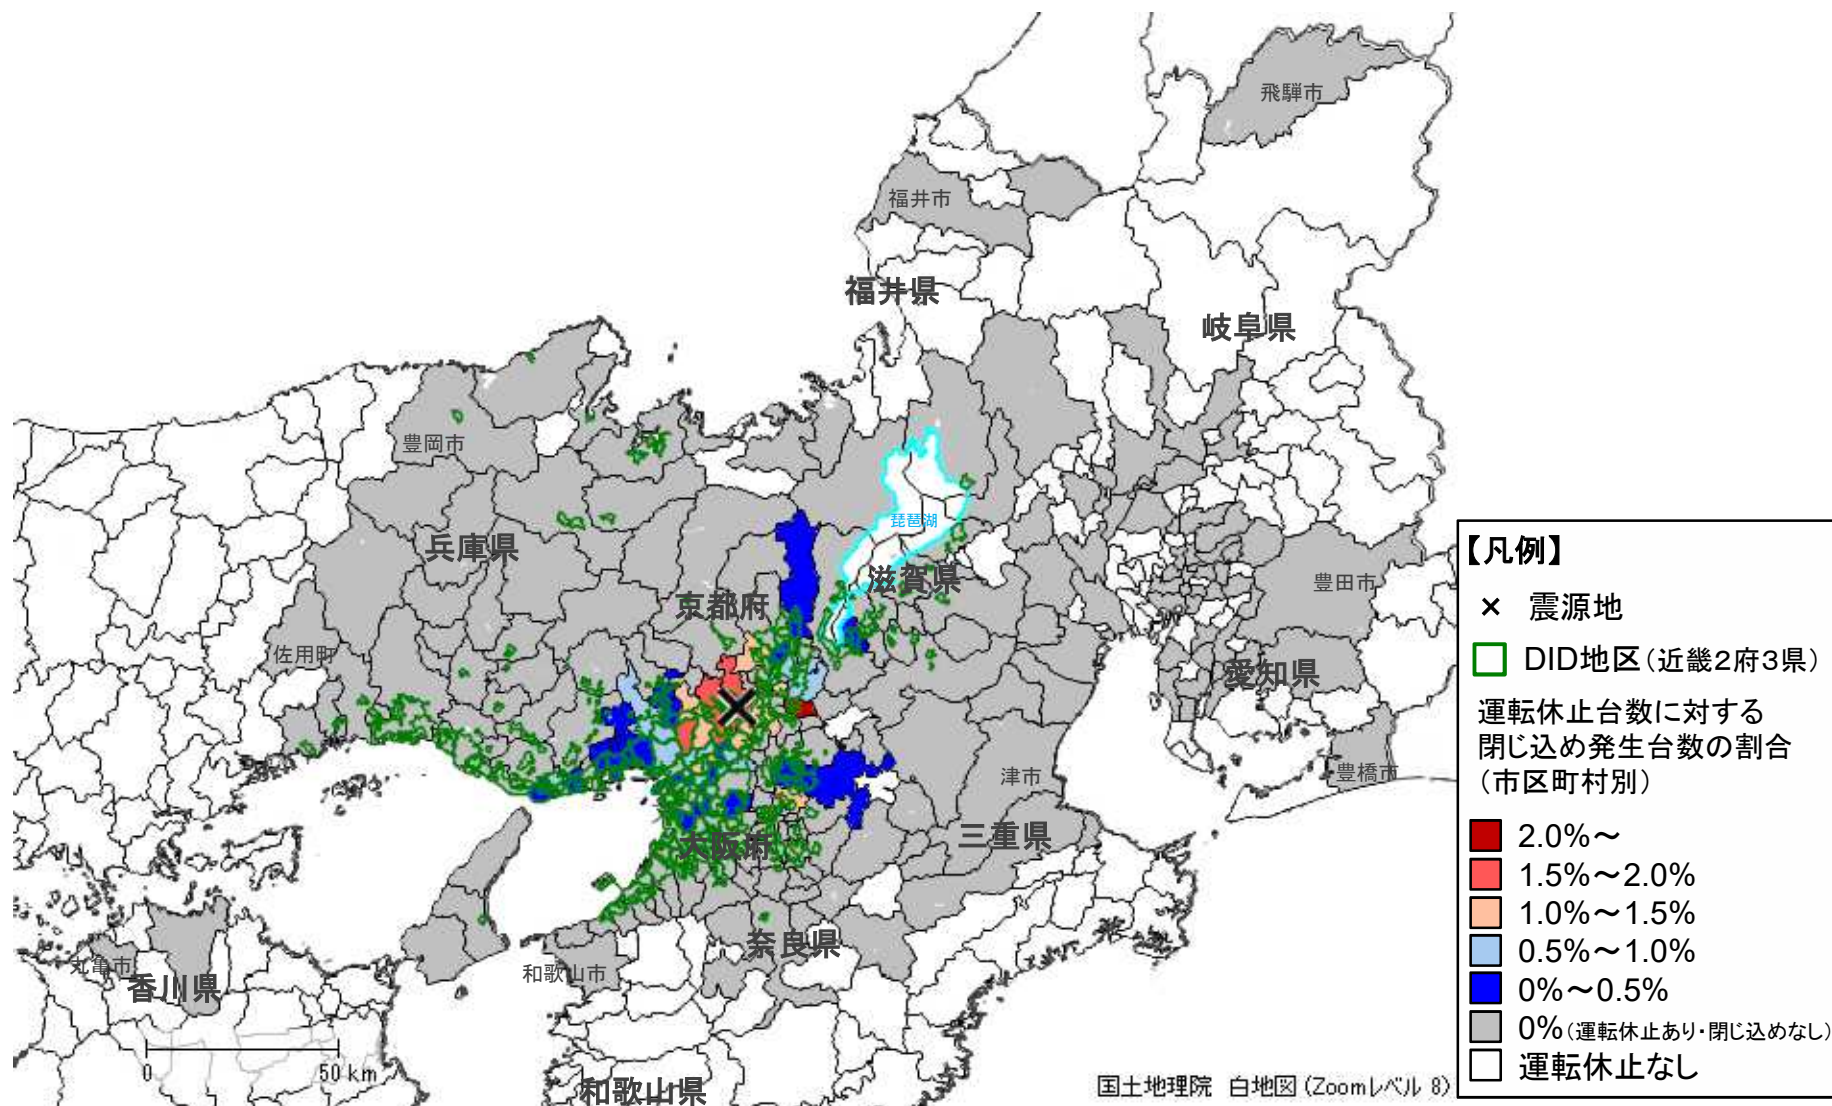 飛騨市
福井市
福井県
岐阜県
豊岡市
琵琶湖
兵庫県
滋賀県
京都府
豊田市
佐用町
愛知県
津市
豊橋市
大阪府
三重県
奈良県
丸亀市
香川県
和歌山市
0 50 km
和歌山県
国土地理院 白地図 (Zoomレベル 8)
【凡例】
× 震源地
DID地区(近畿2府3県)
運転休止台数に対する
閉じ込め発生台数の割合
(市区町村別)
2.0%～
1.5%～2.0%
1.0%～1.5%
0.5%～1.0%
0%～0.5%
0%(運転休止あり・閉じ込めなし)
運転休止なし